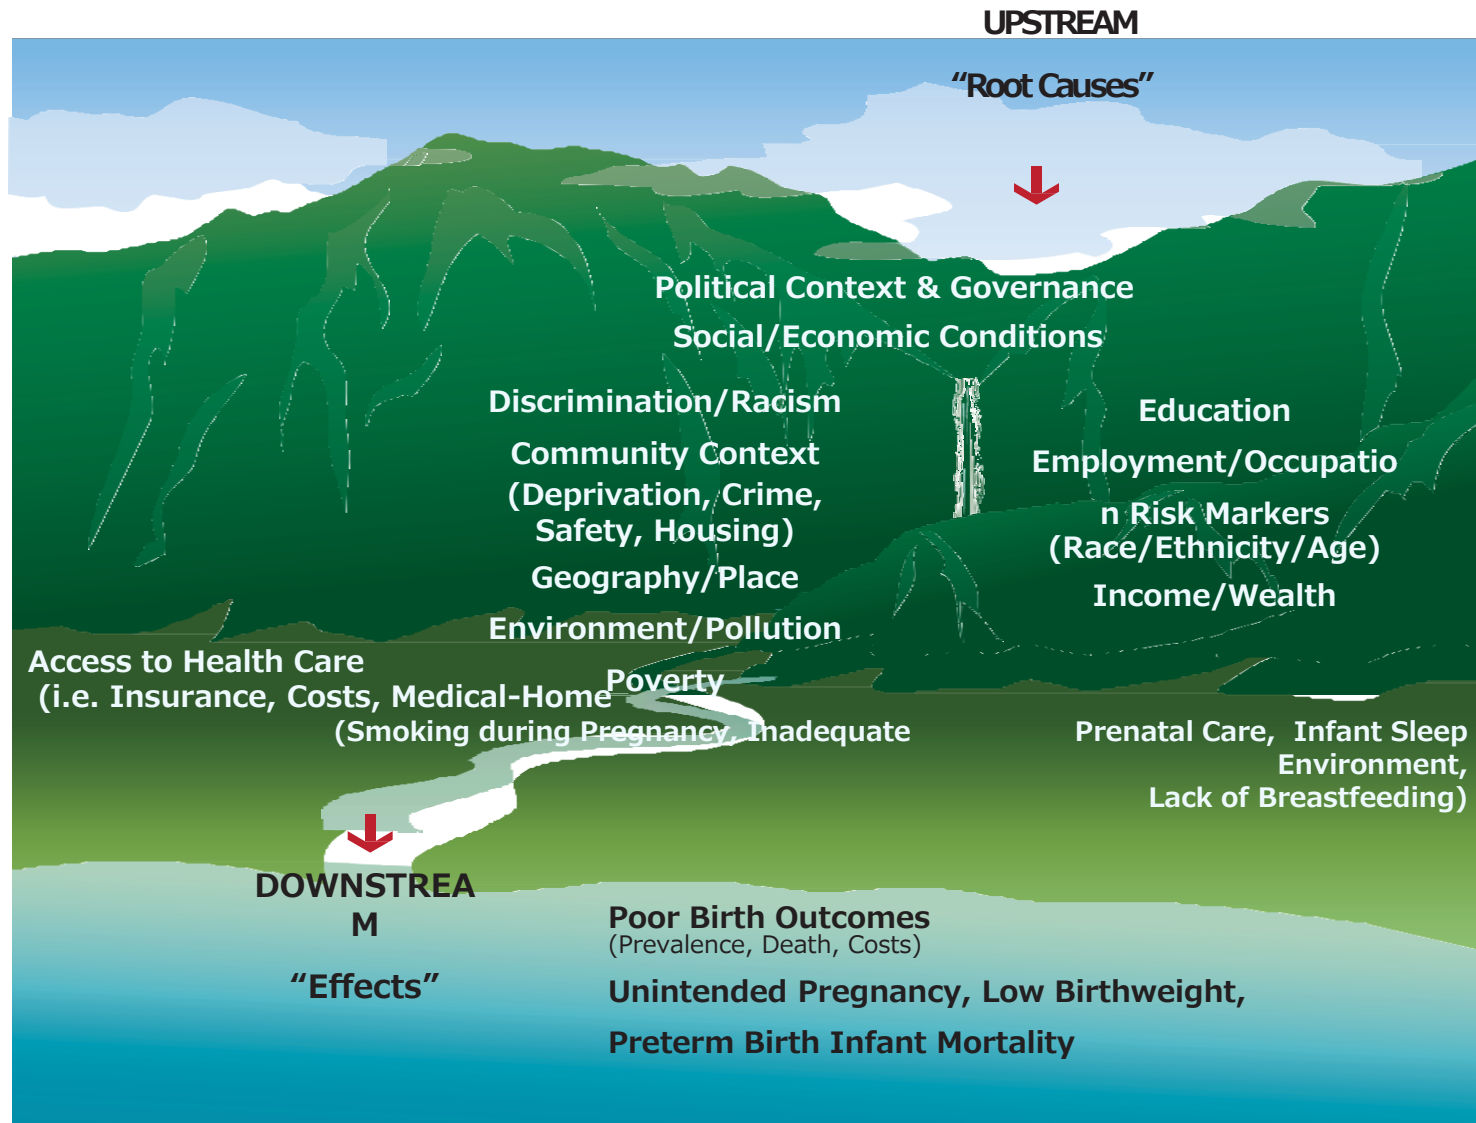 UPSTREAM
“Root Causes”
Political Context & Governance
Social/Economic Conditions
Discrimination/Racism
Community Context
(Deprivation, Crime,
Safety, Housing)
Geography/Place
Environment/Pollution
Poverty
Education
Employment/Occupatio
n Risk Markers
(Race/Ethnicity/Age)
Income/Wealth
Access to Health Care
(i.e. Insurance, Costs, Medical-Home
(Smoking during Pregnancy, Inadequate
Prenatal Care, Infant Sleep
Environment,
Lack of Breastfeeding)
DOWNSTREA
M
“Effects”
Poor Birth Outcomes
(Prevalence, Death, Costs)
Unintended Pregnancy, Low Birthweight,
Preterm Birth Infant Mortality